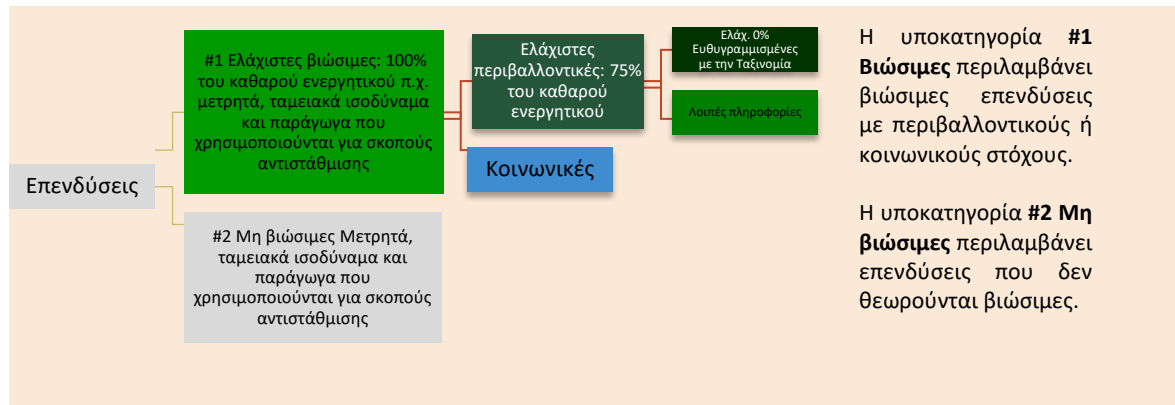 Επενδύσεις
#1 Ελάχιστες βιώσιμες: 100%
του καθαρού ενεργητικού π.χ.
μετρητά, ταμειακά ισοδύναμα
και παράγωγα που
χρησιμοποιούνται για σκοπούς
αντιστάθμισης
#2 Μη βιώσιμες Μετρητά,
ταμειακά ισοδύναμα και
παράγωγα που
χρησιμοποιούνται για σκοπούς
αντιστάθμισης
Ελάχιστες
περιβαλλοντικές: 75%
του καθαρού
ενεργητικού
Κοινωνικές
Ελάχ. 0%
Ευθυγραμμισμένες
με την Ταξινομία
Λοιπές πληροφορίες
Η υποκατηγορία #1
Βιώσιμες περιλαμβάνει
βιώσιμες επενδύσεις
με περιβαλλοντικούς ή
κοινωνικούς στόχους.
Η υποκατηγορία #2 Μη
βιώσιμες περιλαμβάνει
επενδύσεις που δεν
θεωρούνται βιώσιμες.